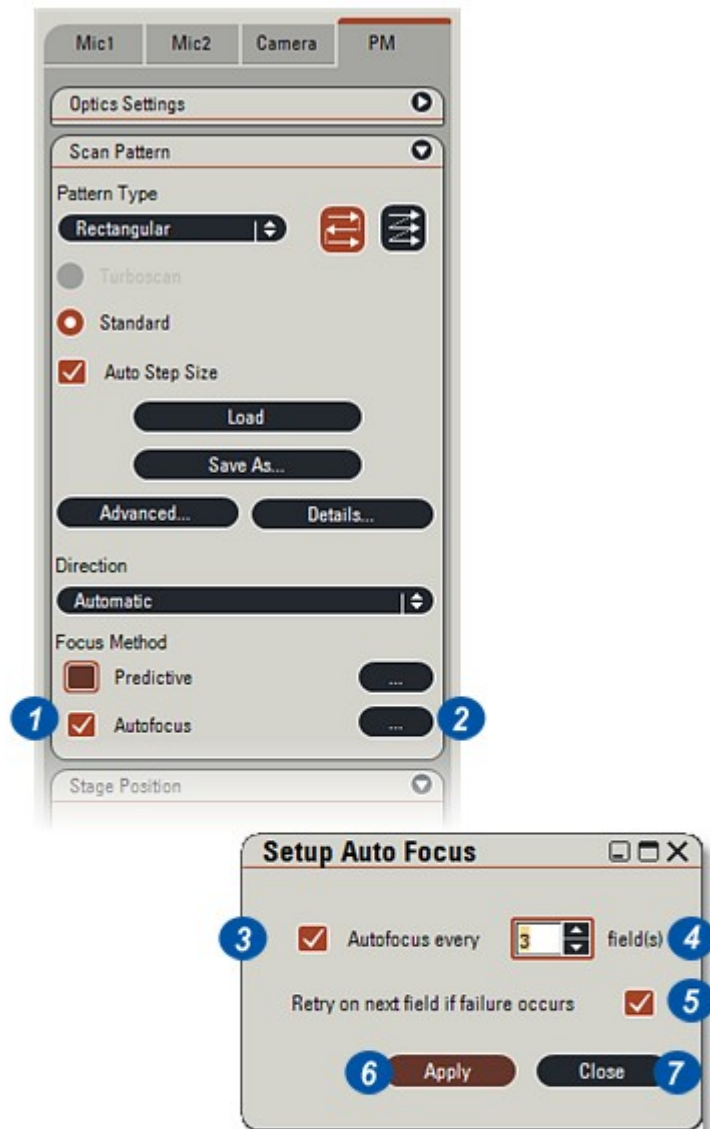 Mic1 Mic2 Camera PM
Optics Settings
Scan Pattern
Pattern Type
Rectangular
Turboscan
Standard
Auto Step Size
Load
Save As...
Advanced... Details...
Direction
Automatic
Focus Method
Predictive ...
1 Autofocus ... 2
Stage Position
Setup Auto Focus
3 Autofocus every 3 field(s) 4
Retry on next field if failure occurs 5
6 Apply Close 7